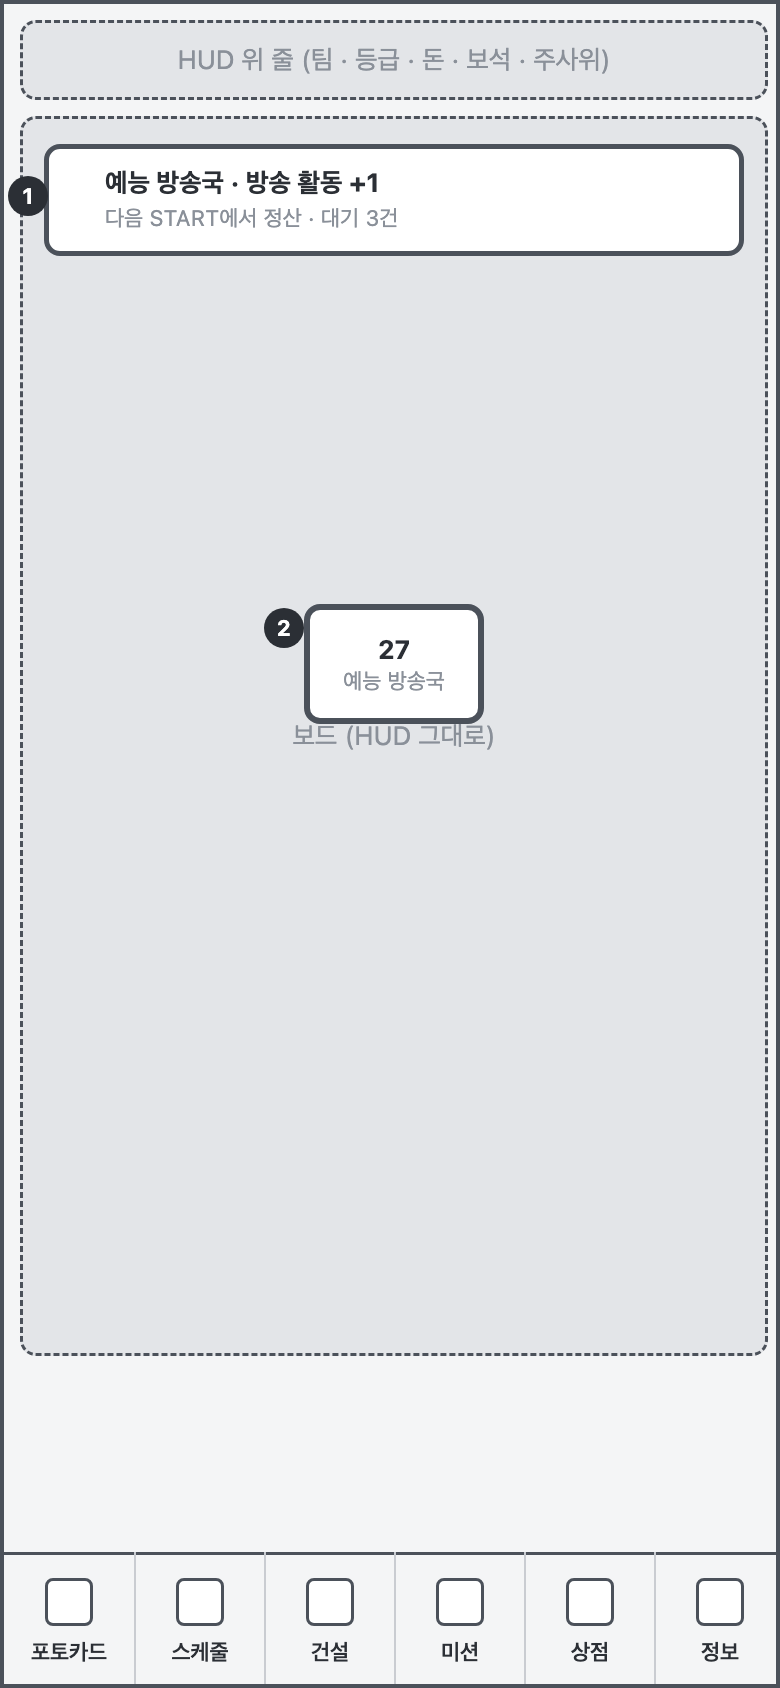 HUD 위 줄 (팀 · 등급 · 돈 · 보석 · 주사위)
1
예능 방송국 · 방송 활동 +1
다음 START에서 정산 · 대기 3건
2
27
예능 방송국
보드 (HUD 그대로)
포토카드
스케줄
건설
미션
상점
정보